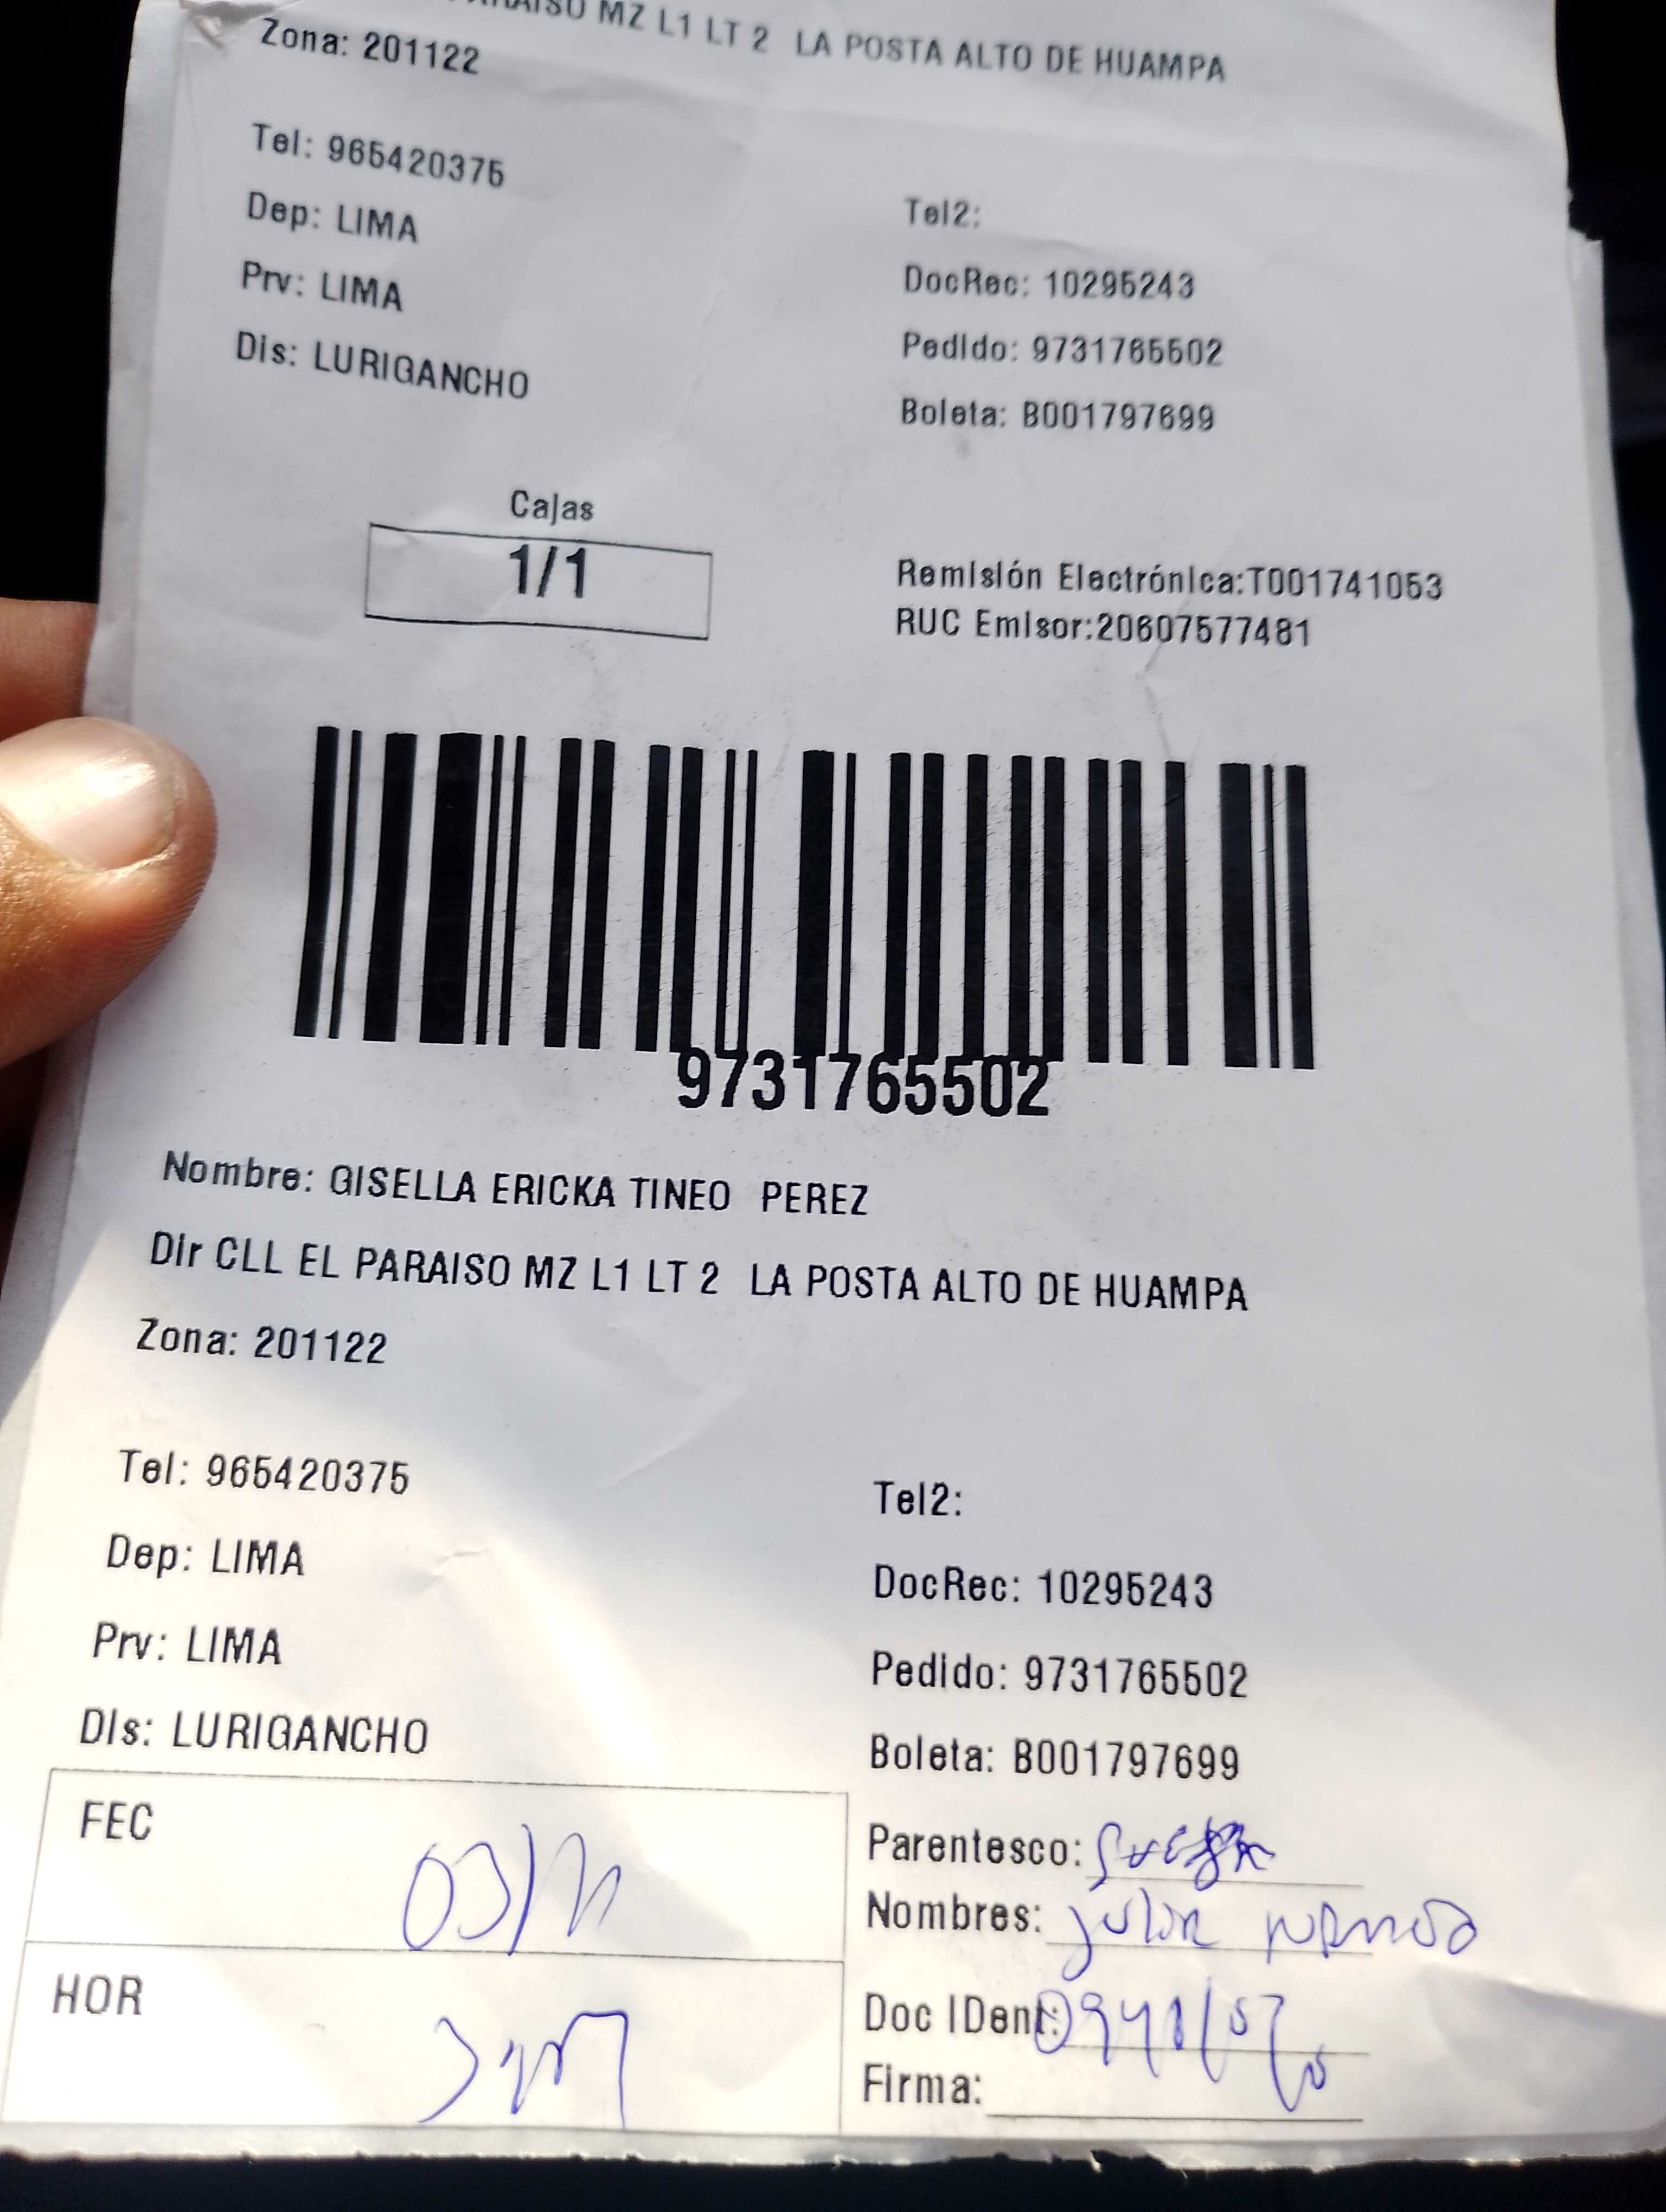 MZ L1 LT 2 LA POSTA ALTO DE HUAMPA
Zona: 201122
Tel: 965420375
Dep: LIMA
Prv: LIMA
Dis: LURIGANCHO
Tel2:
DocRec: 10295243
Pedido: 9731765502
Boleta: B001797699
Cajas
1/1
Remisión Electrónica:T001741053
RUC Emisor:20607577481
9731765502
Nombre: GISELLA ERICKA TINEO PEREZ
Dir CLL EL PARAISO MZ L1 LT 2 LA POSTA ALTO DE HUAMPA
Zona: 201122
Tel: 965420375
Dep: LIMA
Prv: LIMA
Dis: LURIGANCHO
Tel2:
DocRec: 10295243
Pedido: 9731765502
Boleta: B001797699
FEC
HOR
Parentesco:
Nombres: Julia
Doc IDent:
Firma: